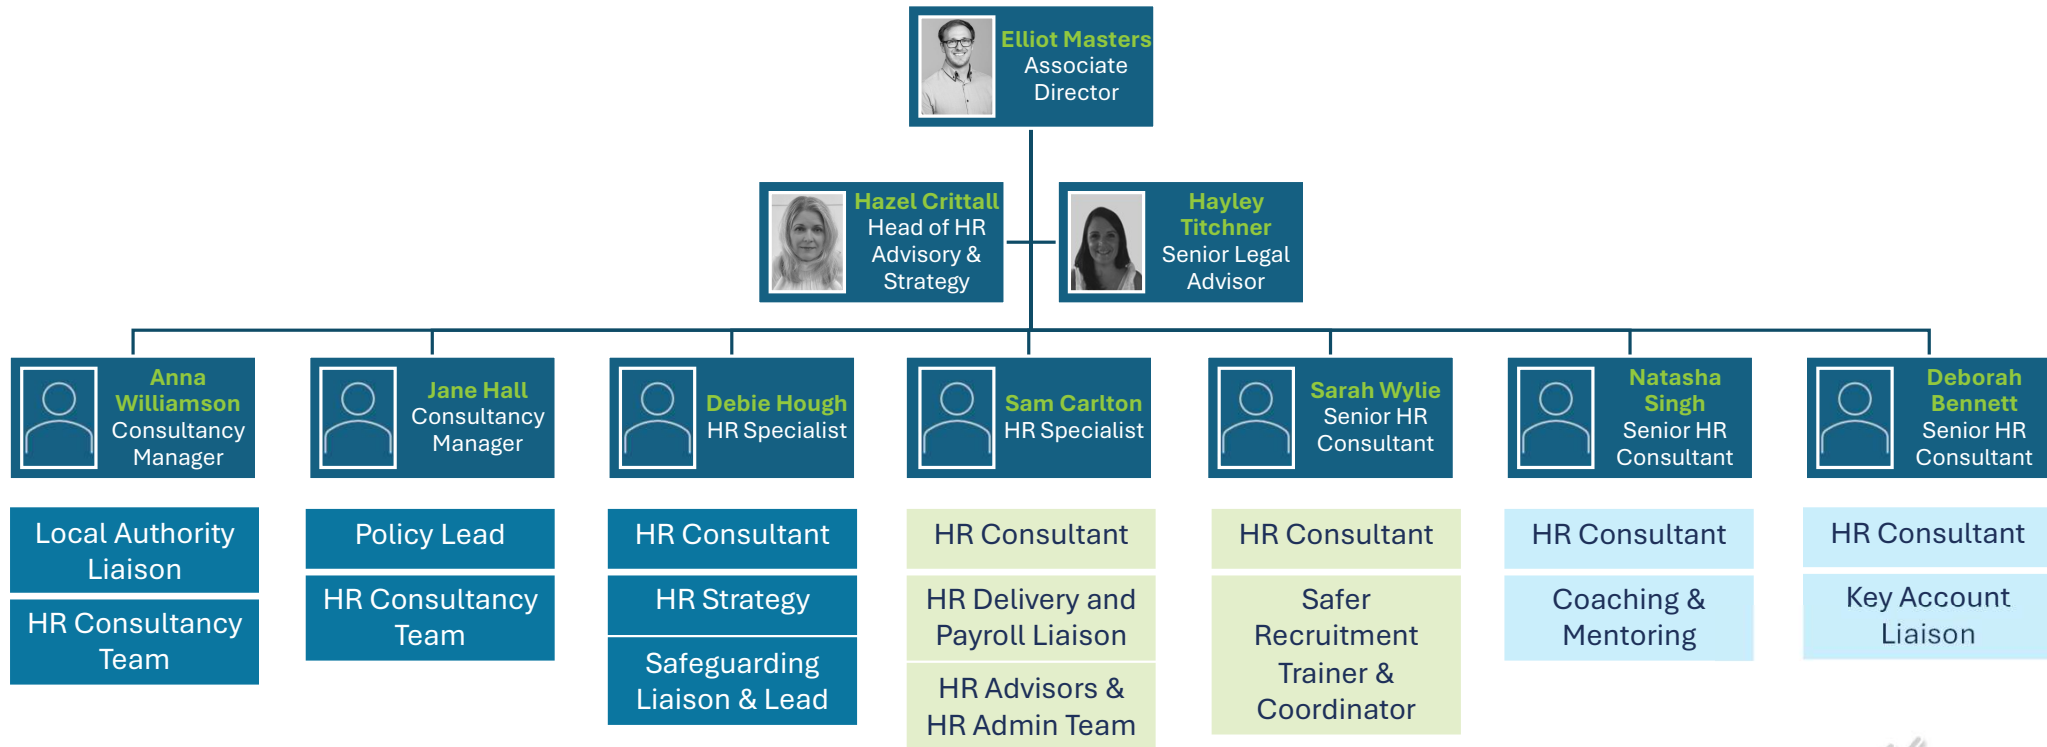 Elliot Masters
Associate
Director
Hazel Crittall
Head of HR
Advisory &
Strategy
Hayley
Titchner
Senior Legal
Advisor
Anna
Williamson
Consultancy
Manager
Jane Hall
Consultancy
Manager
Debie Hough
HR Specialist
Sam Carlton
HR Specialist
Sarah Wylie
Senior HR
Consultant
Natasha
Singh
Senior HR
Consultant
Deborah
Bennett
Senior HR
Consultant
Local Authority
Liaison
HR Consultancy
Team
Policy Lead
HR Consultancy
Team
HR Consultant
HR Strategy
Safeguarding
Liaison & Lead
HR Consultant
HR Delivery and
Payroll Liaison
HR Advisors &
HR Admin Team
HR Consultant
Safer
Recruitment
Trainer &
Coordinator
HR Consultant
Coaching &
Mentoring
HR Consultant
Key Account
Liaison